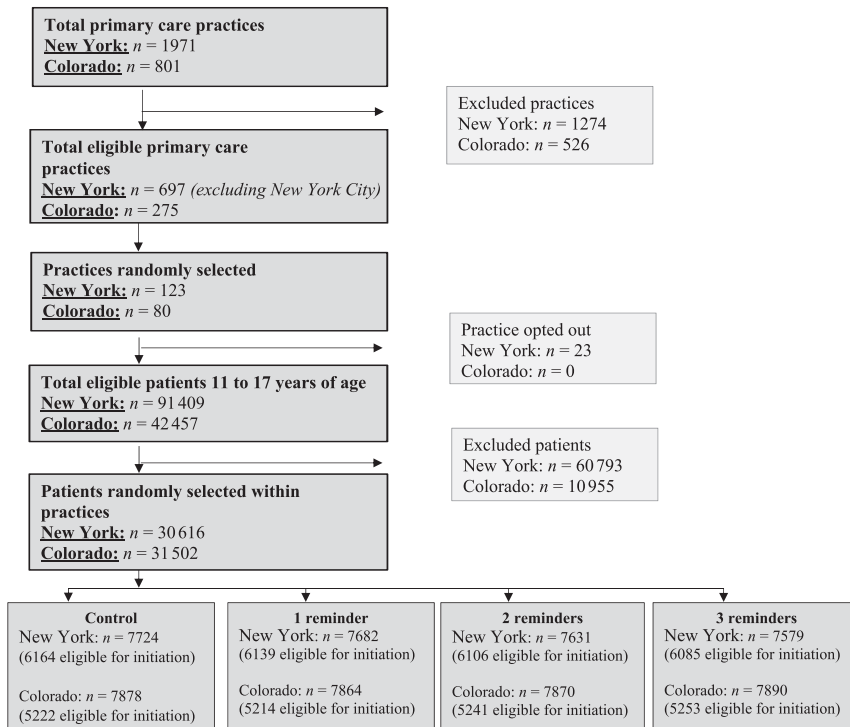 Total primary care practices
New York: n = 1971
Colorado: n = 801
Excluded practices
New York: n = 1274
Colorado: n = 526
Total eligible primary care
practices
New York: n = 697 (excluding New York City)
Colorado: n = 275
Practices randomly selected
New York: n = 123
Colorado: n = 80
Practice opted out
New York: n = 23
Colorado: n = 0
Total eligible patients 11 to 17 years of age
New York: n = 91 409
Colorado: n = 42 457
Excluded patients
New York: n = 60 793
Colorado: n = 10 955
Patients randomly selected within
practices
New York: n = 30 616
Colorado: n = 31 502
Control
New York: n = 7724
(6164 eligible for initiation)
Colorado: n = 7878
(5222 eligible for initiation)
1 reminder
New York: n = 7682
(6139 eligible for initiation)
Colorado: n = 7864
(5214 eligible for initiation)
2 reminders
New York: n = 7631
(6106 eligible for initiation)
Colorado: n = 7870
(5241 eligible for initiation)
3 reminders
New York: n = 7579
(6085 eligible for initiation)
Colorado: n = 7890
(5253 eligible for initiation)